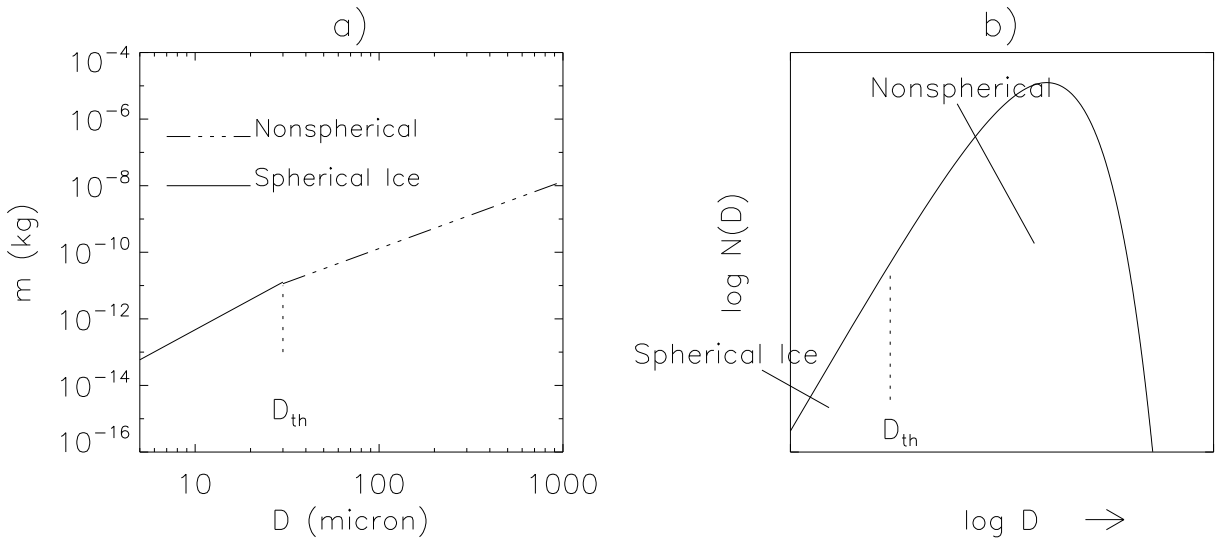 a)
10^-4
10^-6
10^-8
10^-10
10^-12
10^-14
10^-16
m (kg)
Nonspherical
Spherical Ice
D_th
10 100 1000
D (micron)
b)
log N(D)
Nonspherical
Spherical Ice
D_th
log D →